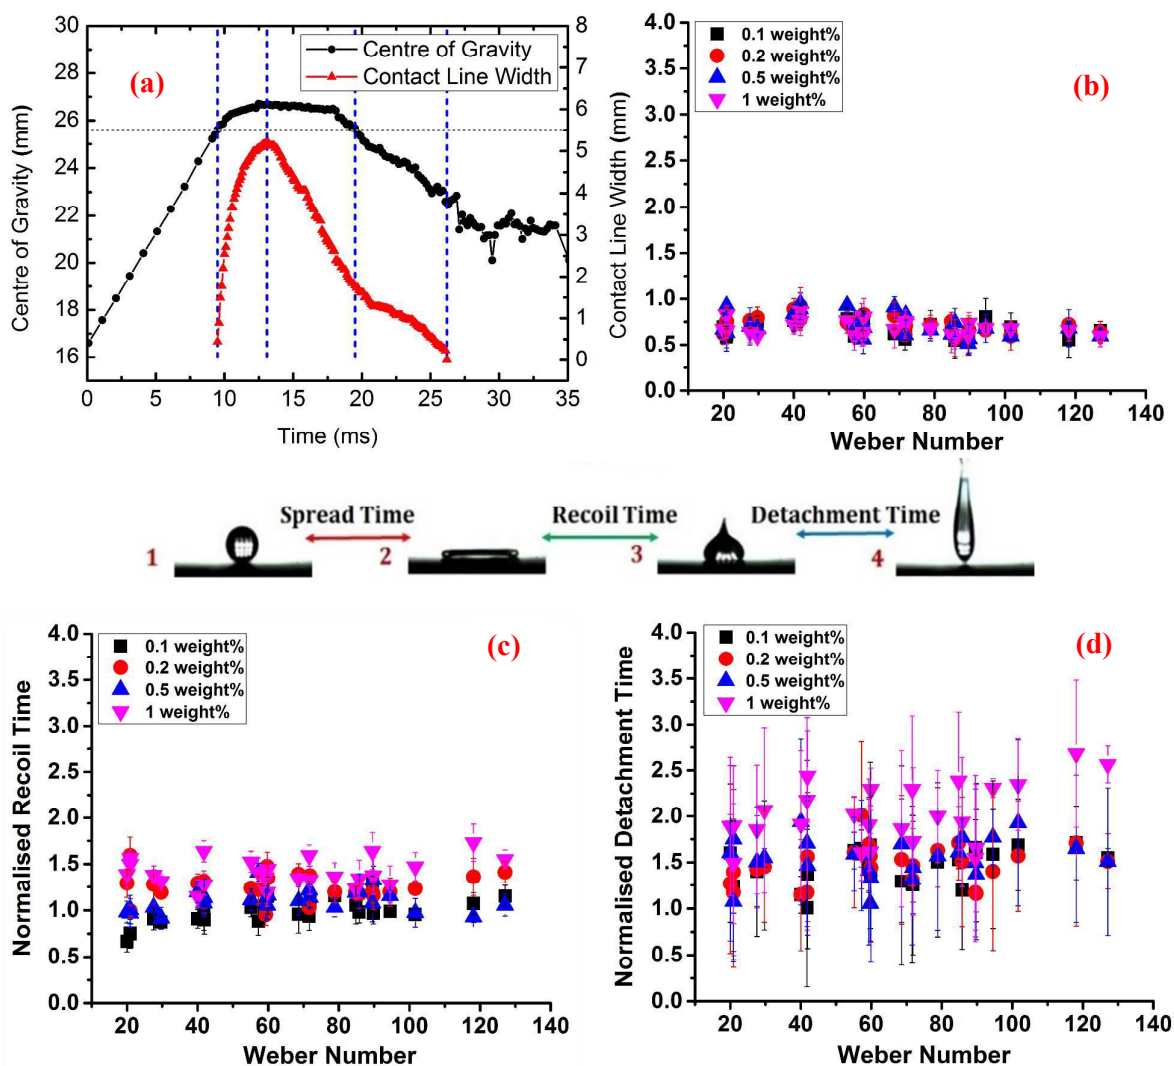 (a)
Centre of Gravity
Contact Line Width
Centre of Gravity (mm)
30
28
26
24
22
20
18
16
8
7
6
5
4
3
2
1
0
0 5 10 15 20 25 30 35
Time (ms)
(b)
0.1 weight%
0.2 weight%
0.5 weight%
1 weight%
Contact Line Width (mm)
4.0
3.5
3.0
2.5
2.0
1.5
1.0
0.5
0.0
20 40 60 80 100 120 140
Weber Number
Spread Time
Recoil Time
Detachment Time
1
2
3
4
(c)
0.1 weight%
0.2 weight%
0.5 weight%
1 weight%
Normalised Recoil Time
4.0
3.5
3.0
2.5
2.0
1.5
1.0
0.5
0.0
20 40 60 80 100 120 140
Weber Number
(d)
0.1 weight%
0.2 weight%
0.5 weight%
1 weight%
Normalised Detachment Time
4.0
3.5
3.0
2.5
2.0
1.5
1.0
0.5
0.0
20 40 60 80 100 120 140
Weber Number